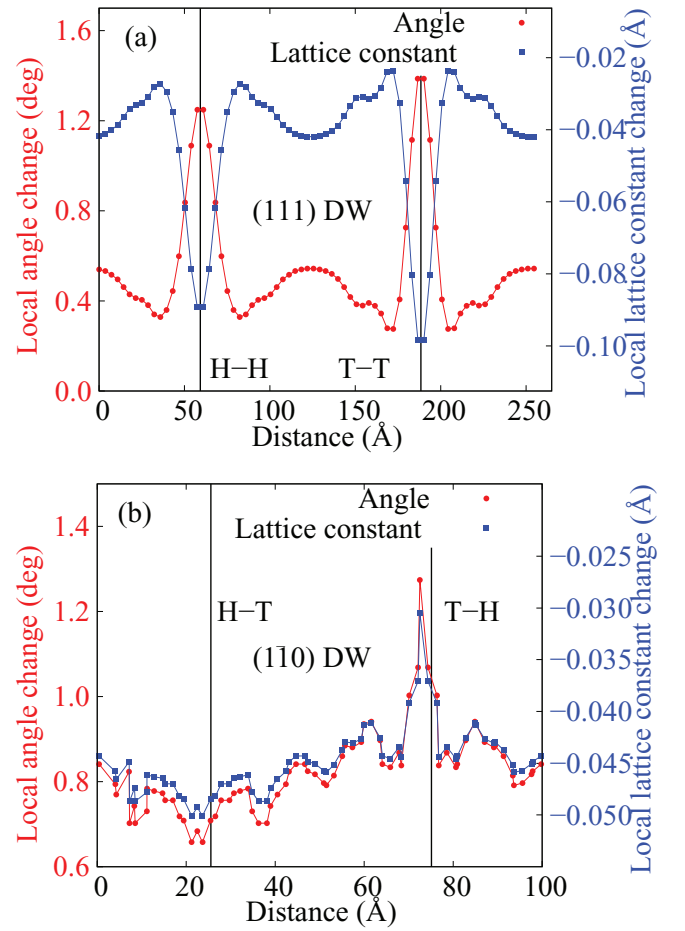 (a)
Angle
Lattice constant
(111) DW
H−H
T−T
1.6
1.2
0.8
0.4
0.0
Local angle change (deg)
−0.02
−0.04
−0.06
−0.08
−0.10
Local lattice constant change (Å)
0 50 100 150 200 250
Distance (Å)
(b)
Angle
Lattice constant
H−T
T−H
(11̄0) DW
1.4
1.2
1.0
0.8
0.6
Local angle change (deg)
−0.025
−0.030
−0.035
−0.040
−0.045
−0.050
Local lattice constant change (Å)
0 20 40 60 80 100
Distance (Å)